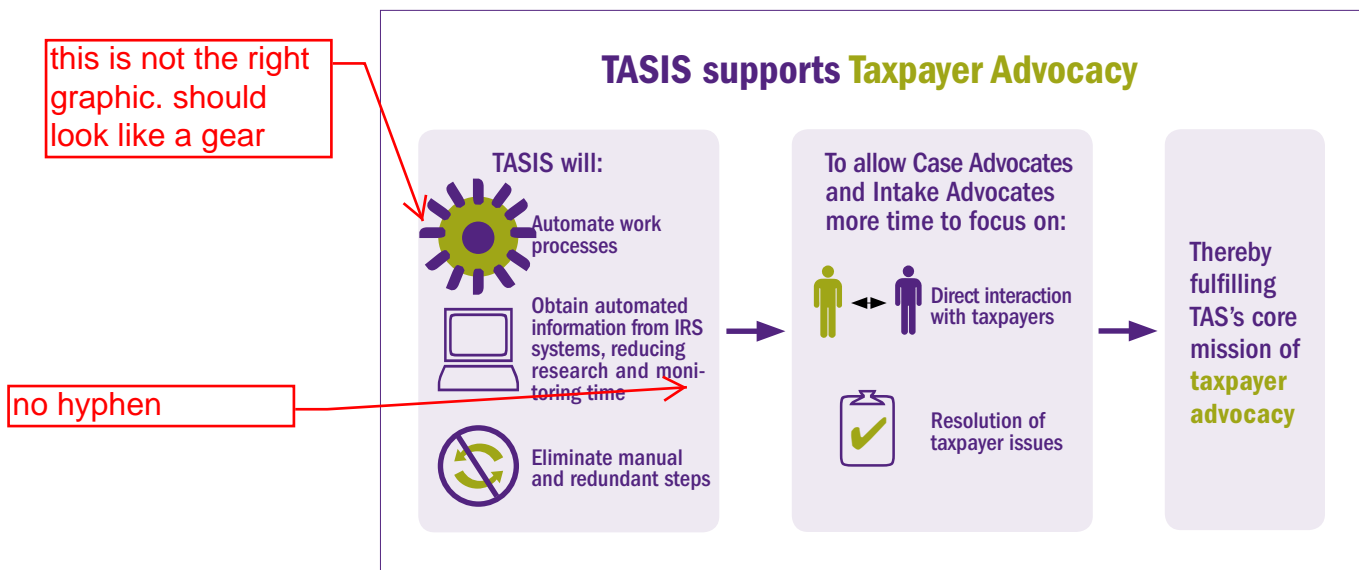 this is not the right
graphic. should
look like a gear
no hyphen
TASIS supports Taxpayer Advocacy
TASIS will:
Automate work
processes
Obtain automated
information from IRS
systems, reducing
research and moni-
toring time
Eliminate manual
and redundant steps
To allow Case Advocates
and Intake Advocates
more time to focus on:
Direct interaction
with taxpayers
Resolution of
taxpayer issues
Thereby
fulfilling
TAS’s core
mission of
taxpayer
advocacy